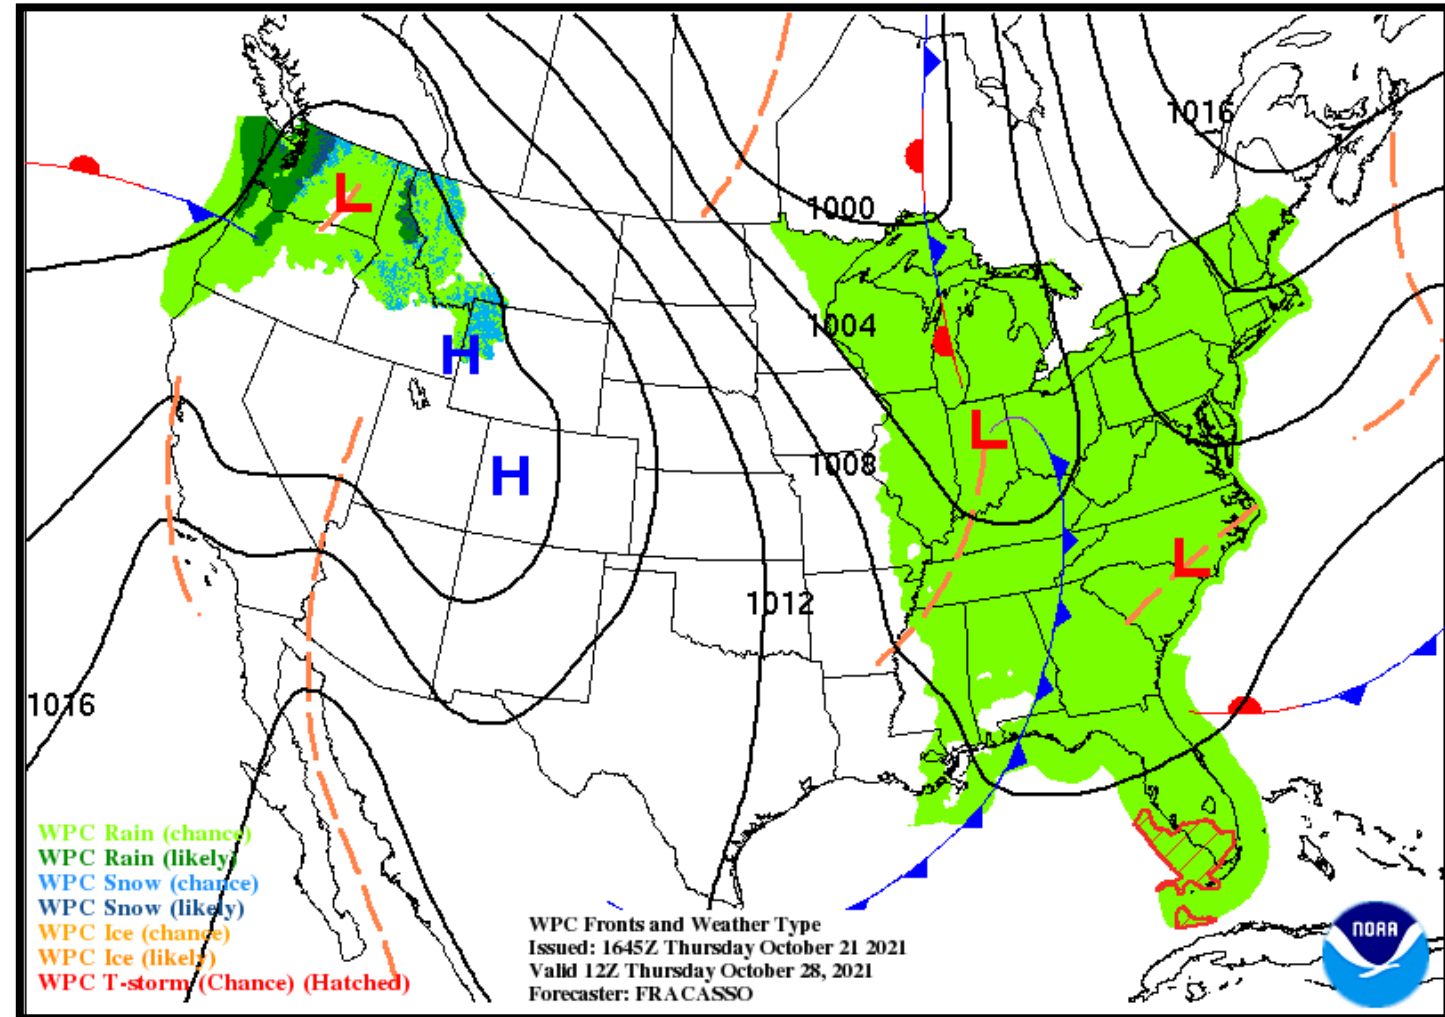 1016
L
1000
L
1004
H
L
1008
H
L
1012
1016
WPC Rain (chance)
WPC Rain (likely)
WPC Snow (chance)
WPC Snow (likely)
WPC Ice (chance)
WPC Ice (likely)
WPC T-storm (Chance) (Hatched)
WPC Fronts and Weather Type
Issued: 1645Z Thursday October 21 2021
Valid 12Z Thursday October 28, 2021
Forecaster: FRACASSO
NOAA